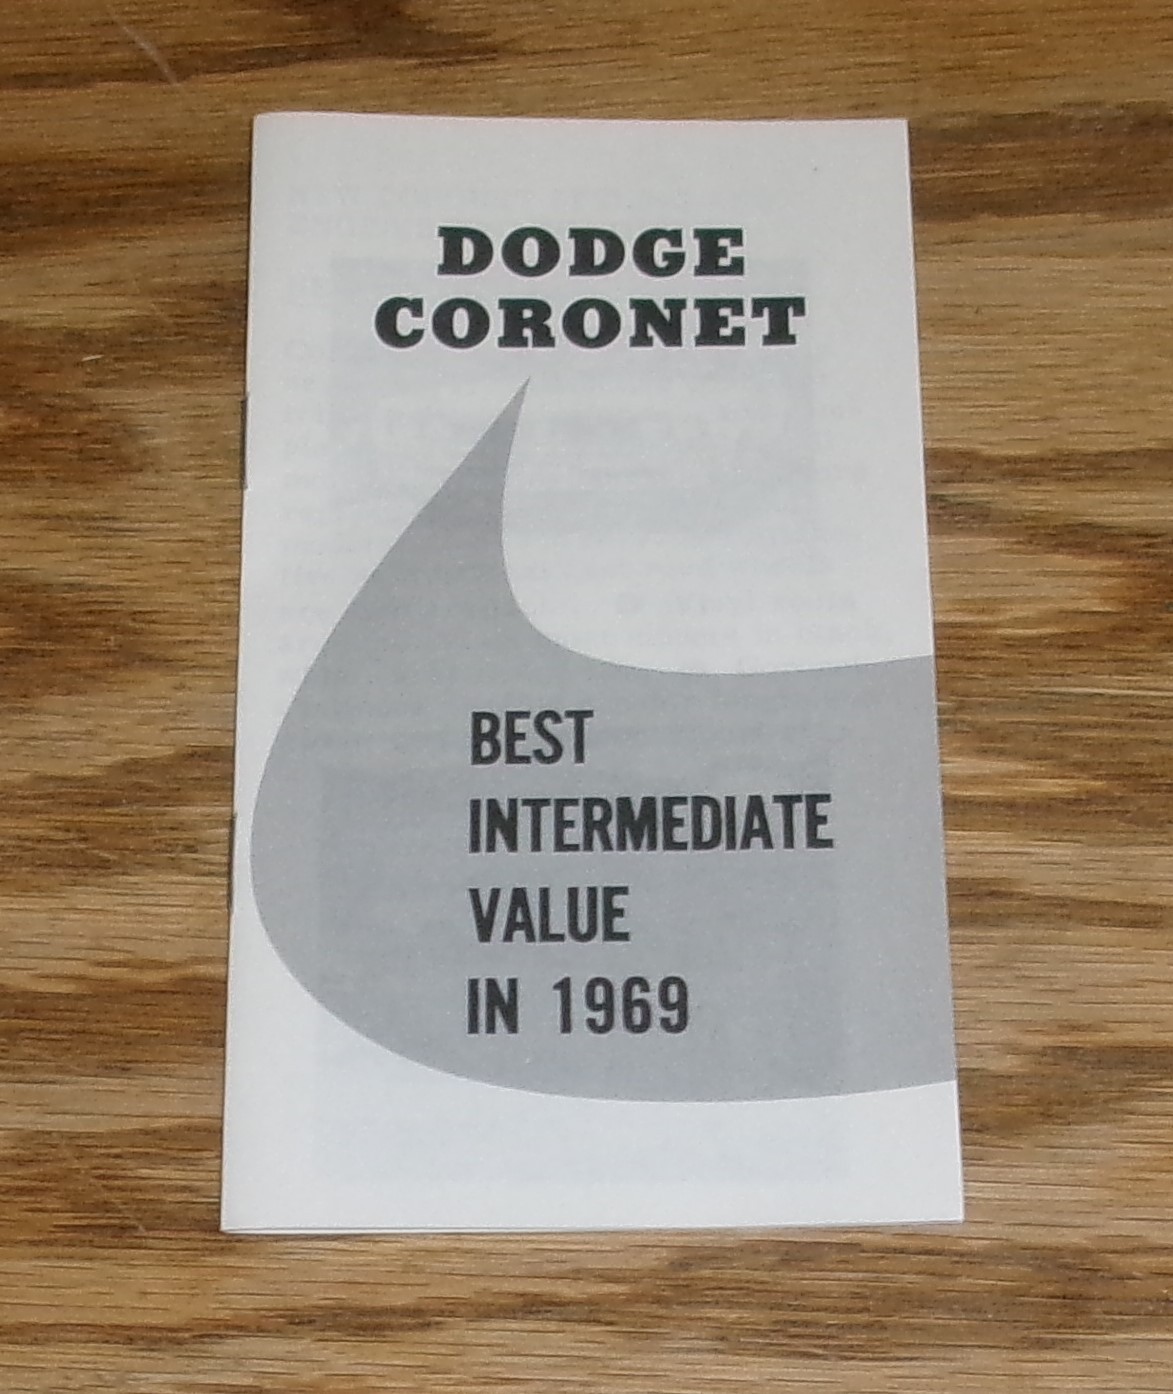 DODGE
CORONET
BEST
INTERMEDIATE
VALUE
IN 1969